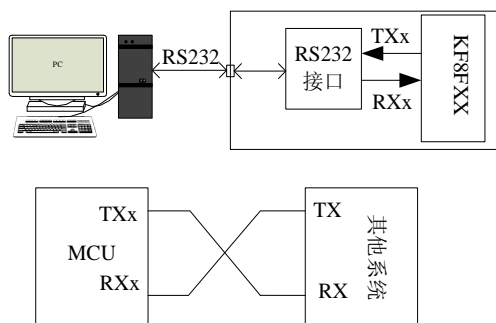 PC
RS232
RS232
接口
TXx
RXx
KF8FXX
MCU
TXx
RXx
TX
RX
其他系统